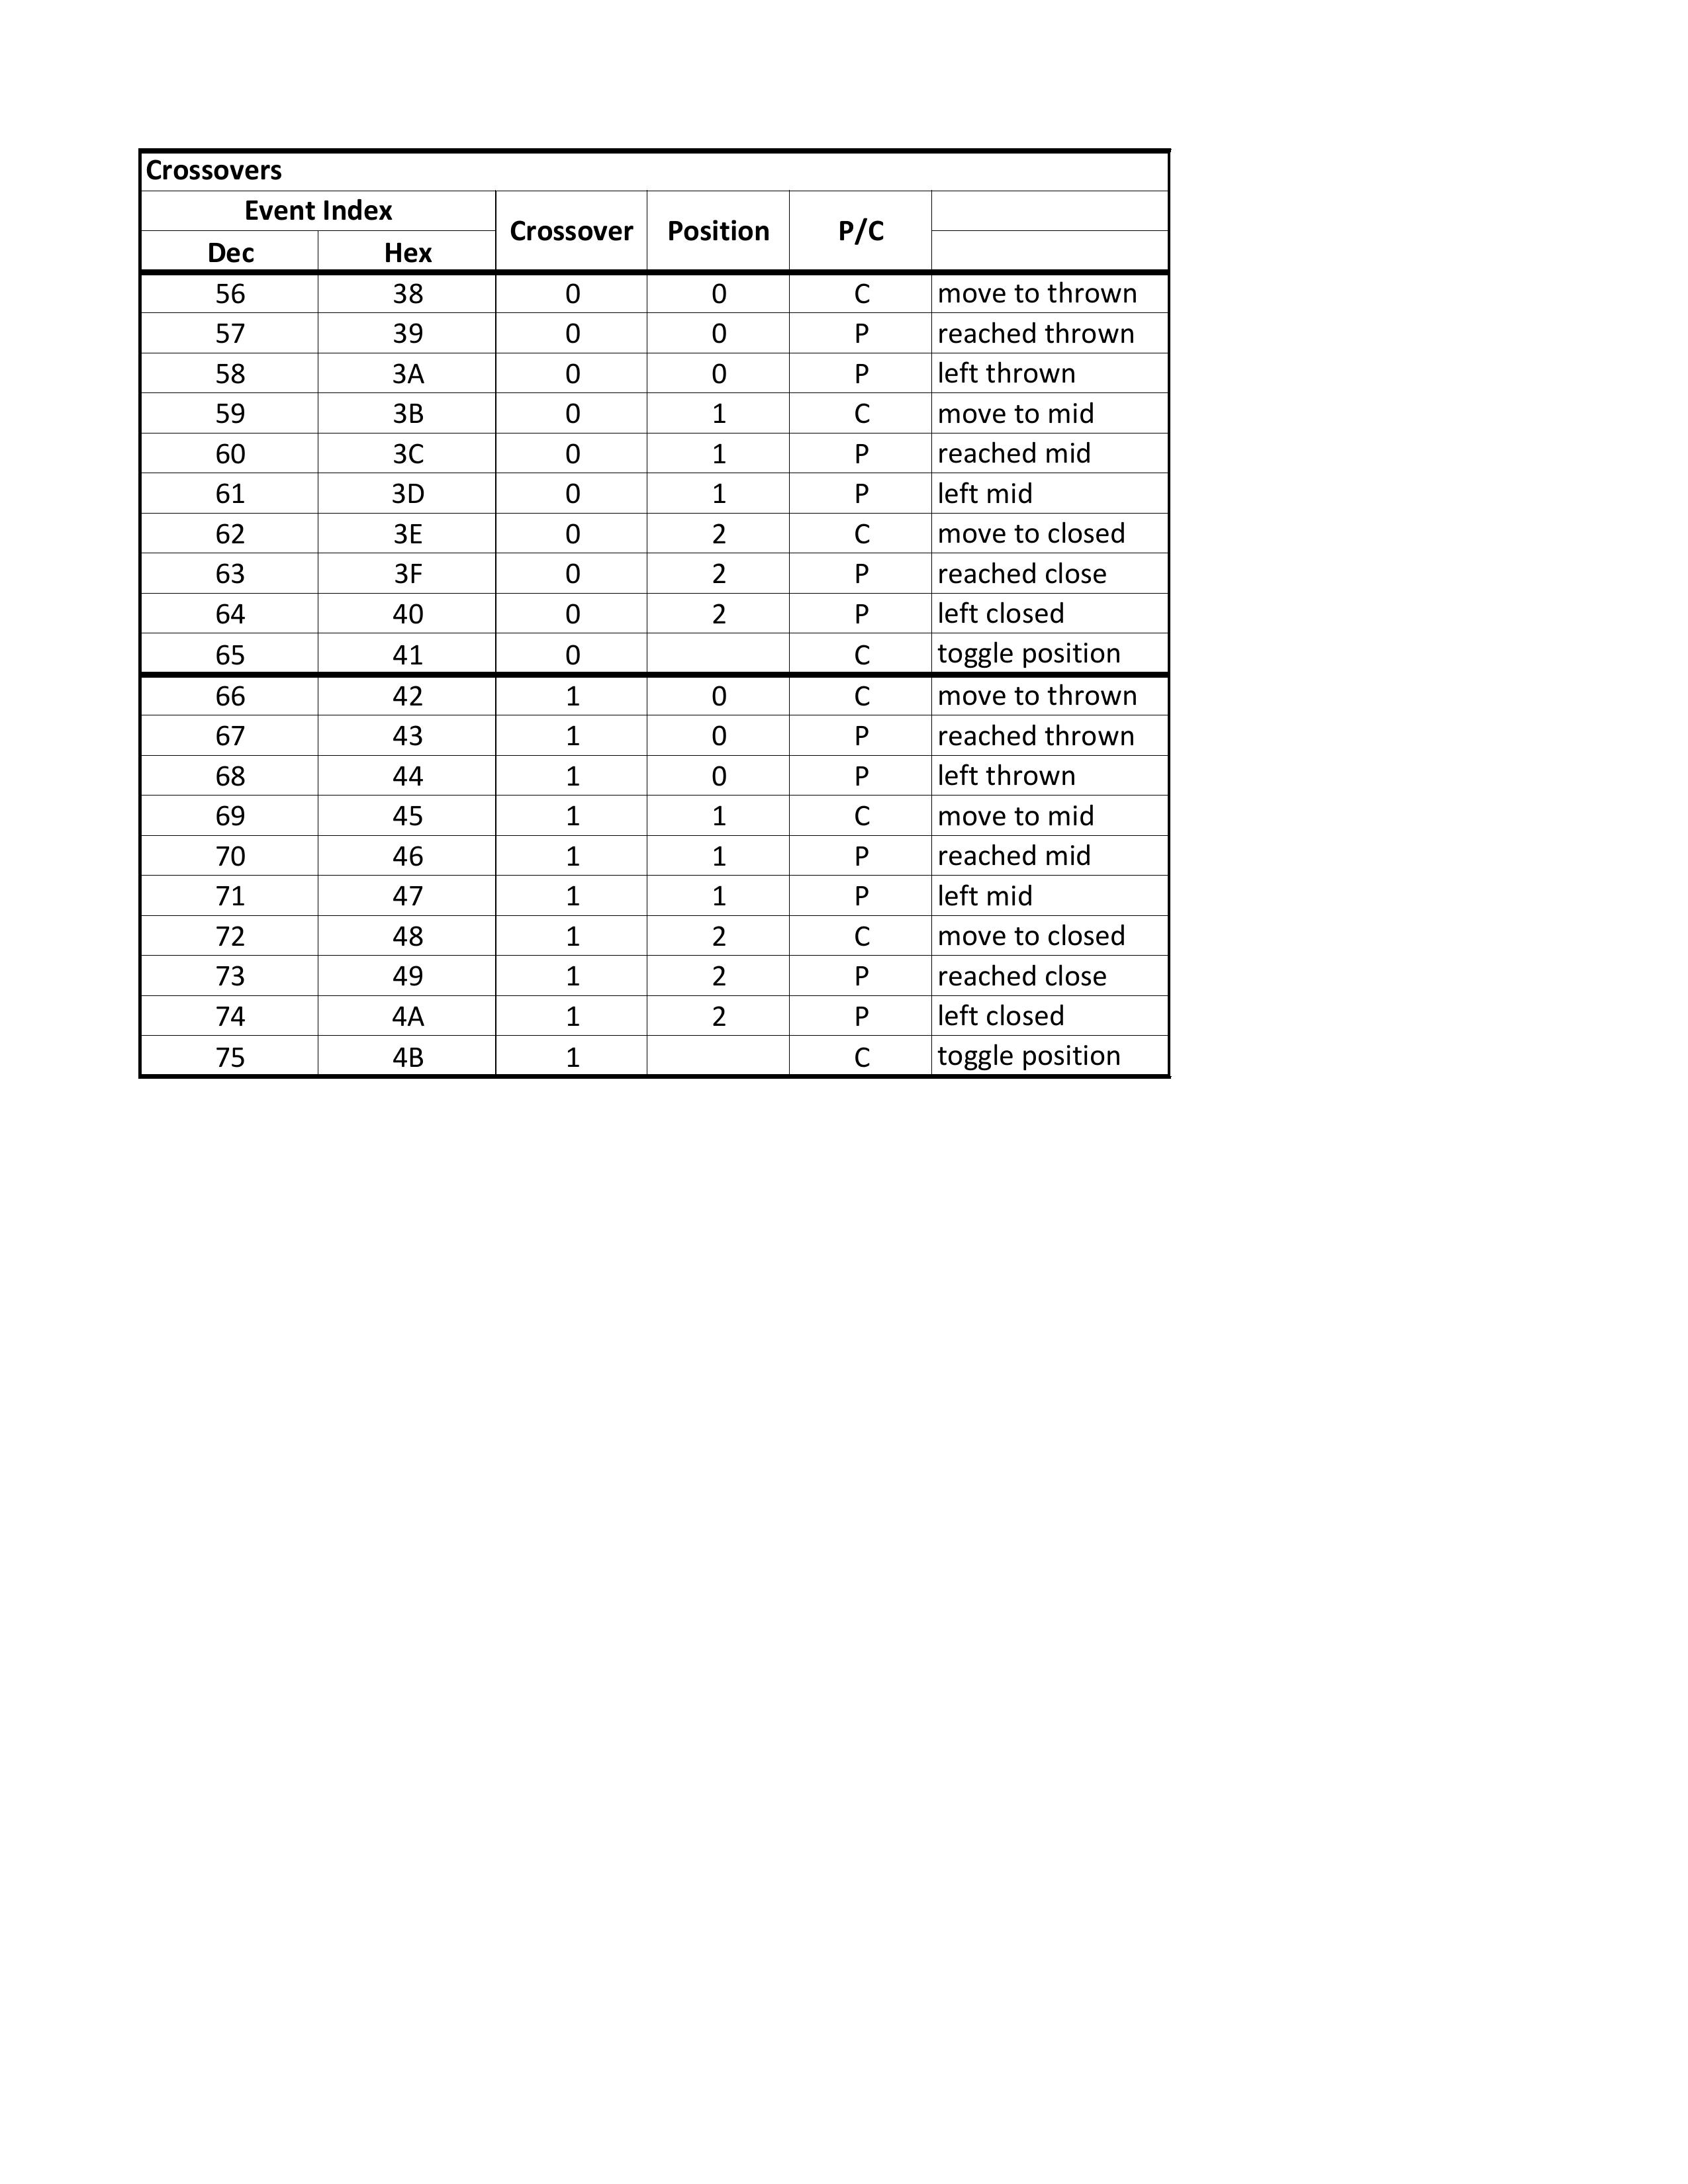 Crossovers
Event Index Crossover Position P/C
Dec Hex
56 38 0 0 C move to thrown
57 39 0 0 P reached thrown
58 3A 0 0 P left thrown
59 3B 0 1 C move to mid
60 3C 0 1 P reached mid
61 3D 0 1 P left mid
62 3E 0 2 C move to closed
63 3F 0 2 P reached close
64 40 0 2 P left closed
65 41 0 C toggle position
66 42 1 0 C move to thrown
67 43 1 0 P reached thrown
68 44 1 0 P left thrown
69 45 1 1 C move to mid
70 46 1 1 P reached mid
71 47 1 1 P left mid
72 48 1 2 C move to closed
73 49 1 2 P reached close
74 4A 1 2 P left closed
75 4B 1 C toggle position